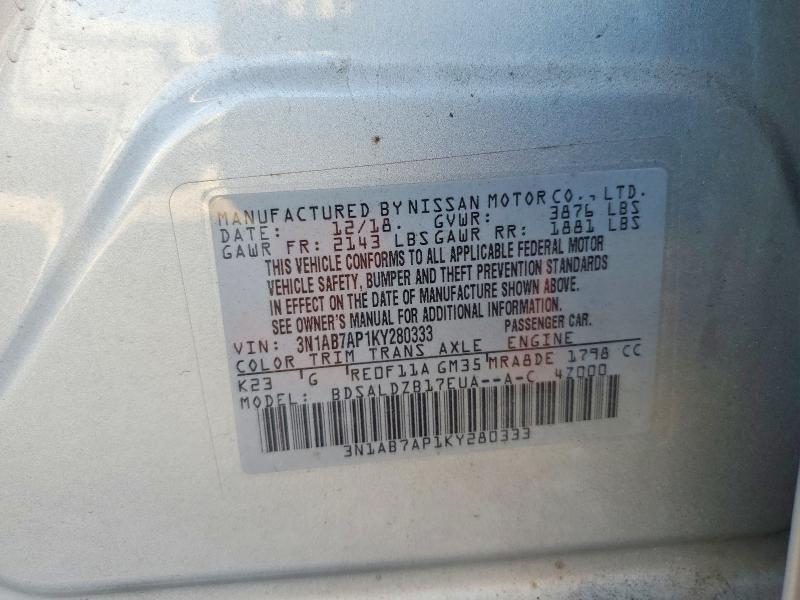 MANUFACTURED BY NISSAN MOTOR CO., LTD.
DATE: 12/18. GVWR: 3876 LBS
GAWR FR: 2143 LBS GAWR RR: 1881 LBS
THIS VEHICLE CONFORMS TO ALL APPLICABLE FEDERAL MOTOR
VEHICLE SAFETY, BUMPER AND THEFT PREVENTION STANDARDS
IN EFFECT ON THE DATE OF MANUFACTURE SHOWN ABOVE.
SEE OWNER'S MANUAL FOR ADDITIONAL INFORMATION.
VIN: 3N1AB7AP1KY280333 PASSENGER CAR.
COLOR TRIM TRANS AXLE ENGINE
K23 G RE0F11A GM35 MRA8DE 1798 CC
MODEL: BDSALDZB17EUA--A-C 4Z000
3N1AB7AP1KY280333